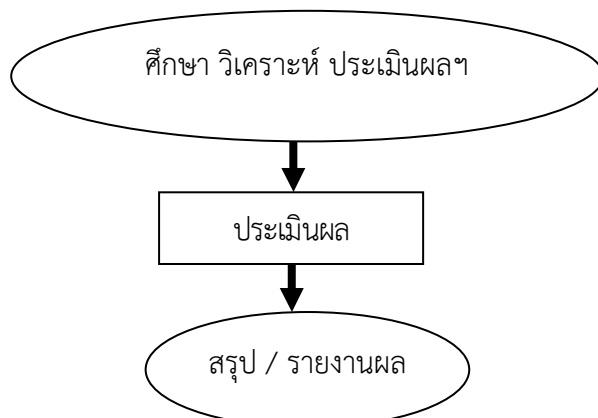 ศึกษา วิเคราะห์ ประเมินผลฯ
ประเมินผล
สรุป / รายงานผล